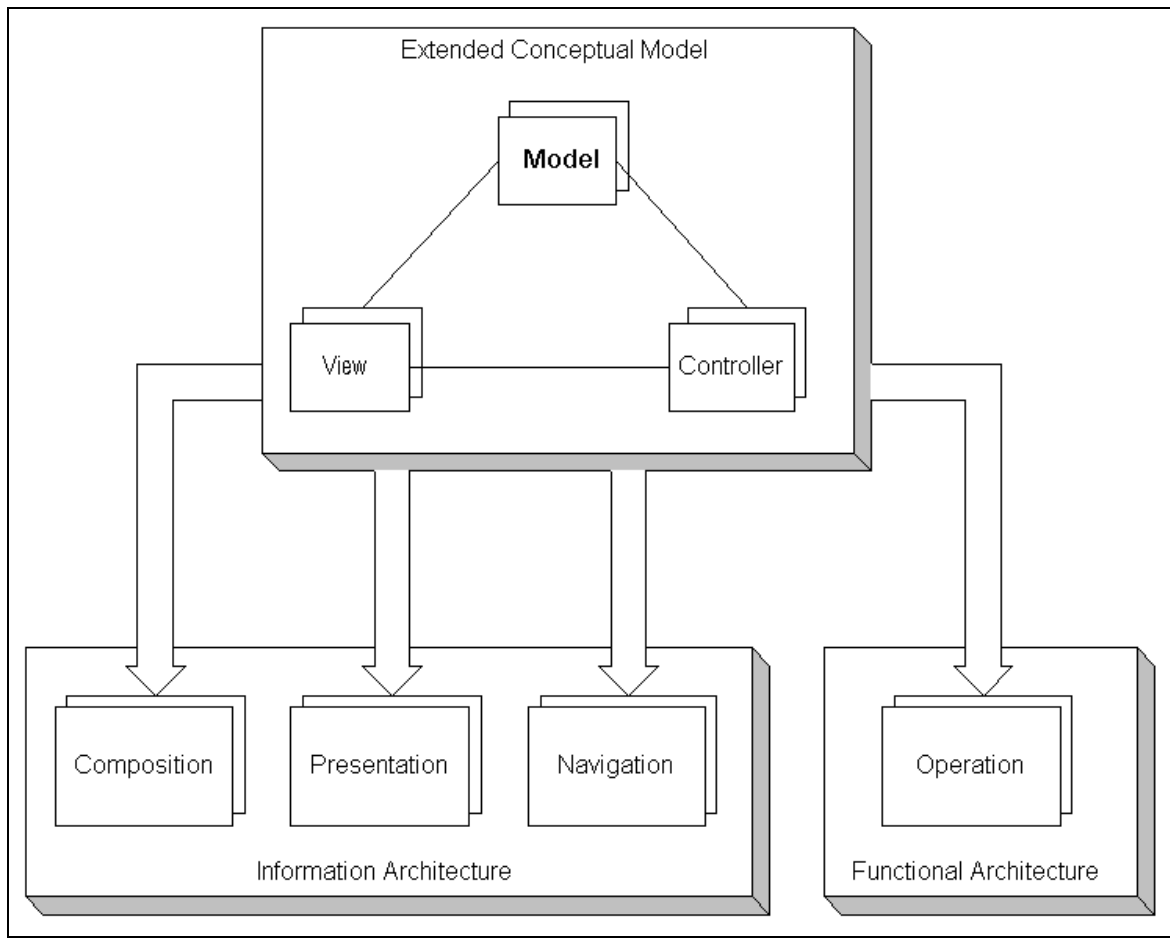 Extended Conceptual Model
Model
View
Controller
Composition
Presentation
Navigation
Operation
Information Architecture
Functional Architecture